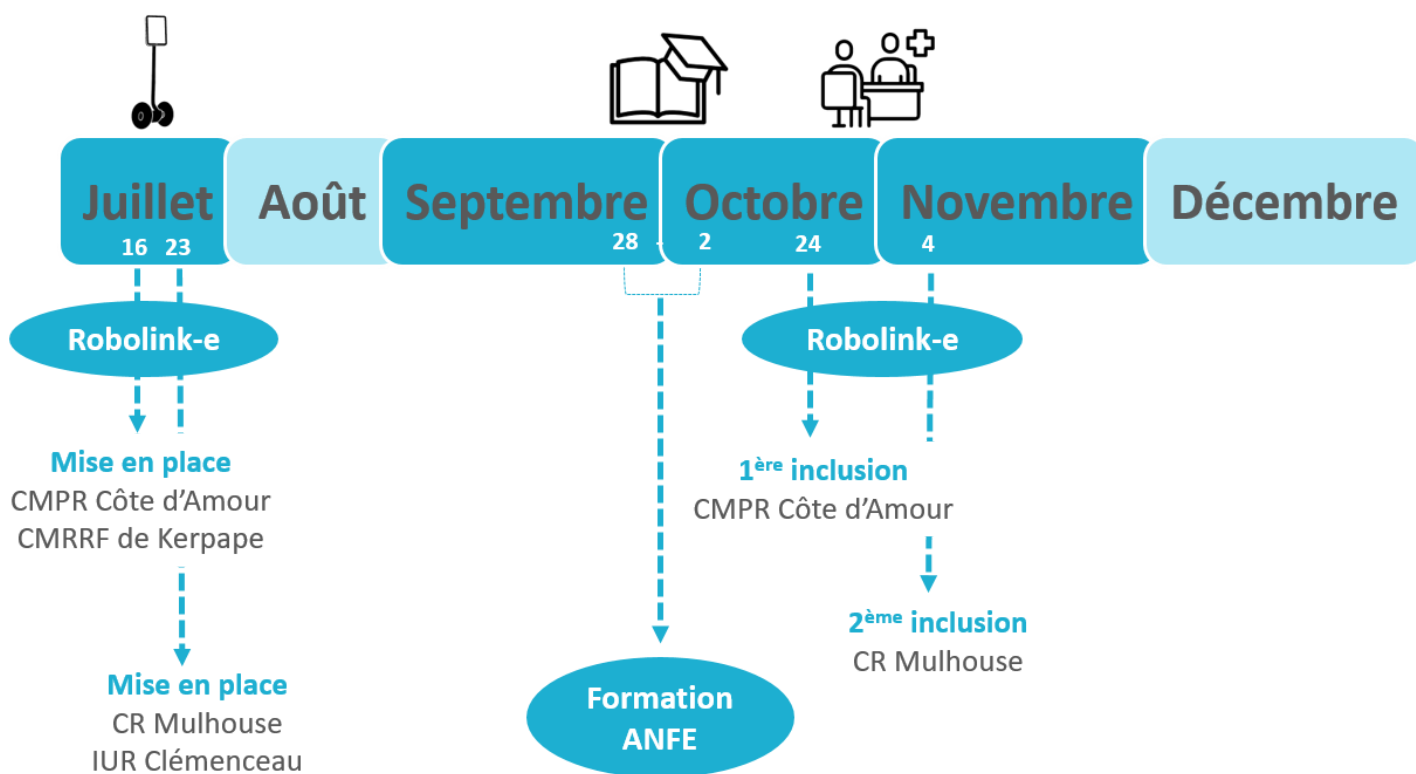 Juillet
Août
Septembre
Octobre
Novembre
Décembre
16 23
28 - 2
24
4
Robolink-e
Robolink-e
Mise en place
CMPR Côte d’Amour
CMRRF de Kerpape
1ère inclusion
CMPR Côte d’Amour
2ème inclusion
CR Mulhouse
Mise en place
CR Mulhouse
IUR Clémenceau
Formation
ANFE